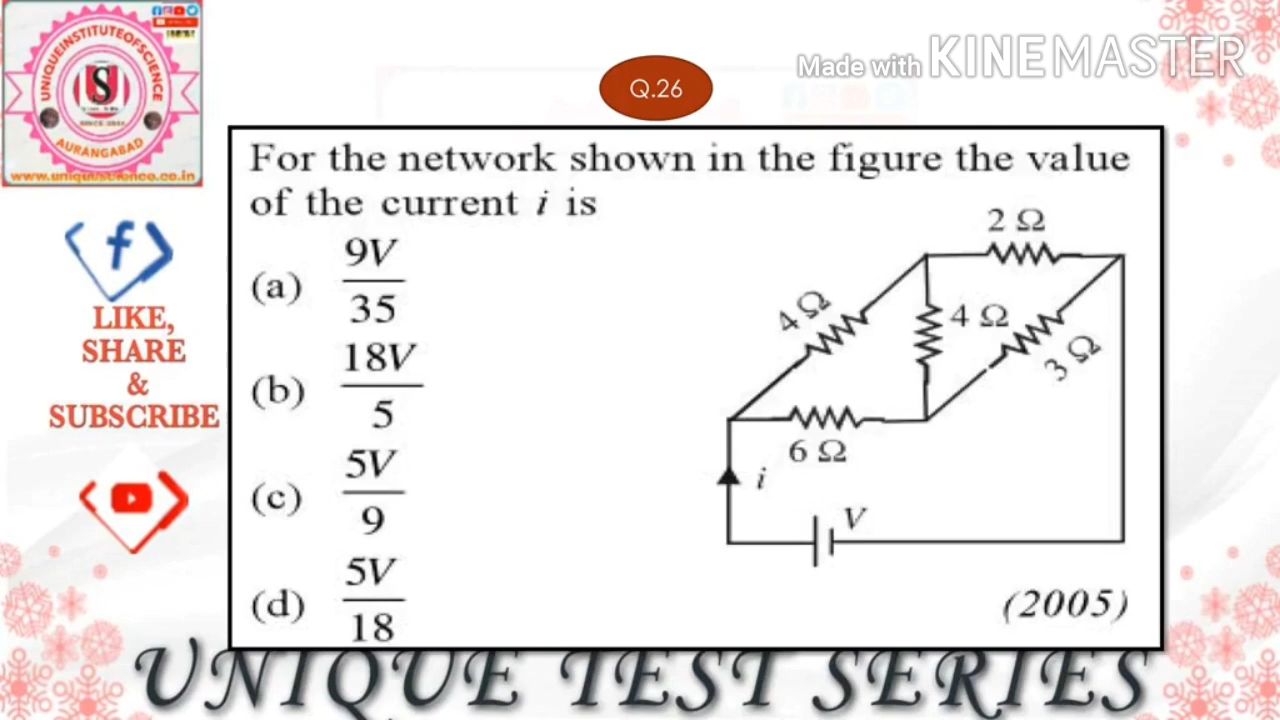 UNIQUEINSTITUTEOFSCIENCE
S
AURANGABAD
Made with KINEMASTER
Q.26
For the network shown in the figure the value
of the current i is
(a) 9V/35
(b) 18V/5
(c) 5V/9
(d) 5V/18
2 Ω
4 Ω
4 Ω
3 Ω
6 Ω
i
V
(2005)
f
LIKE,
SHARE
&
SUBSCRIBE
UNIQUE TEST SERIES